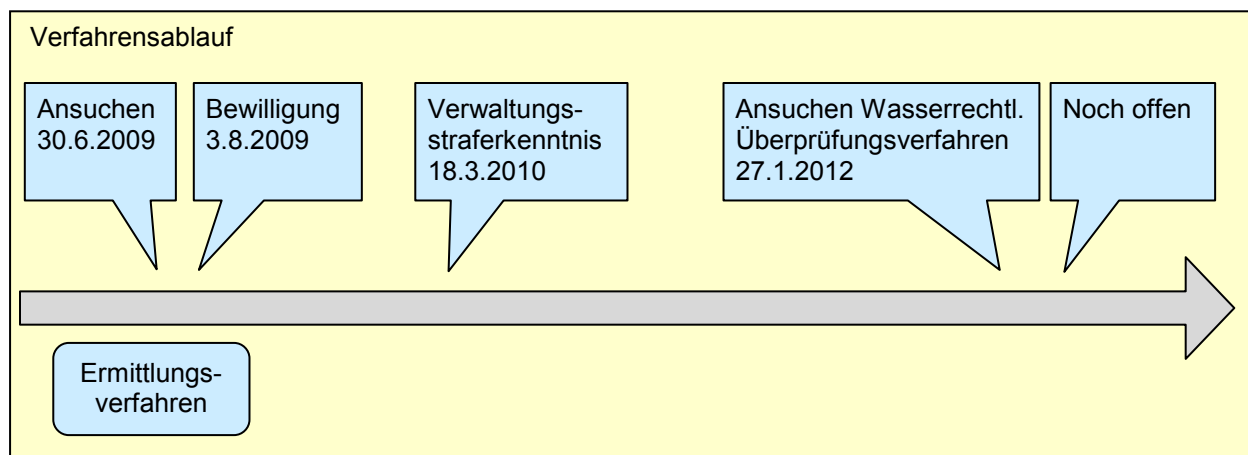 Verfahrensablauf
Ansuchen
30.6.2009
Bewilligung
3.8.2009
Verwaltungs-
straferkenntnis
18.3.2010
Ansuchen Wasserrechtl.
Überprüfungsverfahren
27.1.2012
Noch offen
Ermittlungs-
verfahren